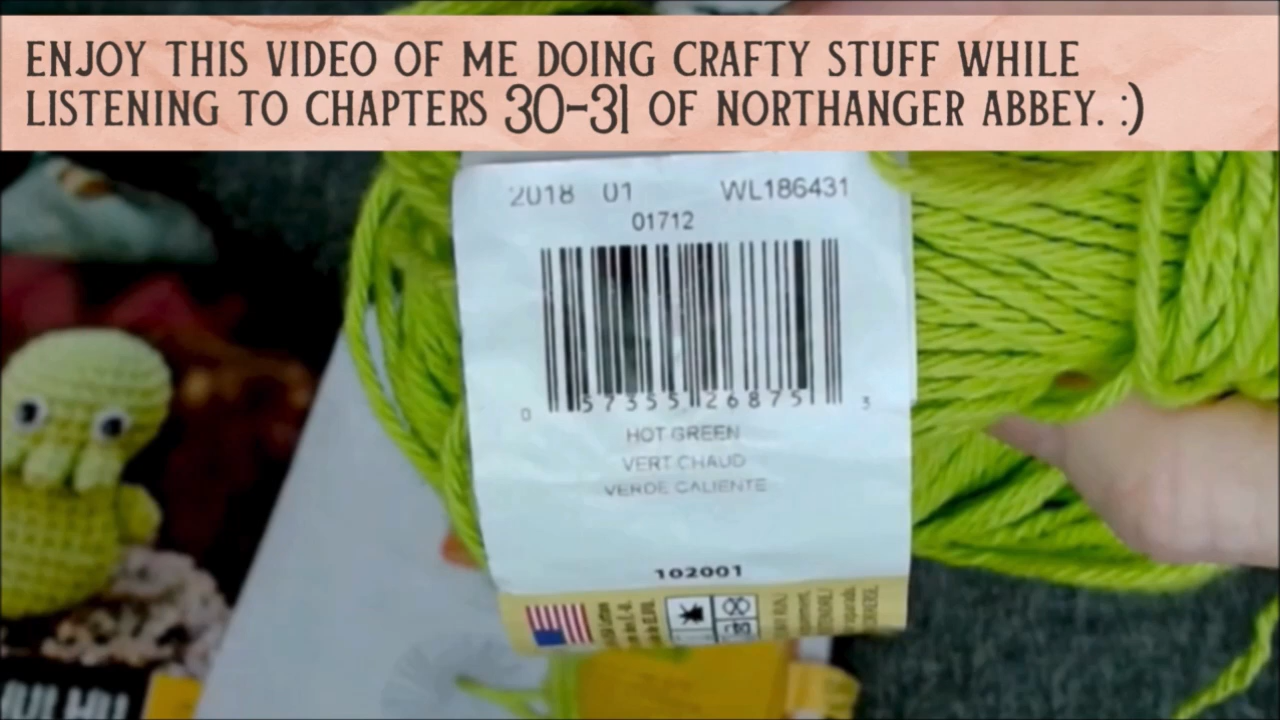 ENJOY THIS VIDEO OF ME DOING CRAFTY STUFF WHILE
LISTENING TO CHAPTERS 30-31 OF NORTHANGER ABBEY. :)
2018 01 WL186431
01712
0 57355 26875 3
HOT GREEN
VERT CHAUD
VERDE CALIENTE
102001